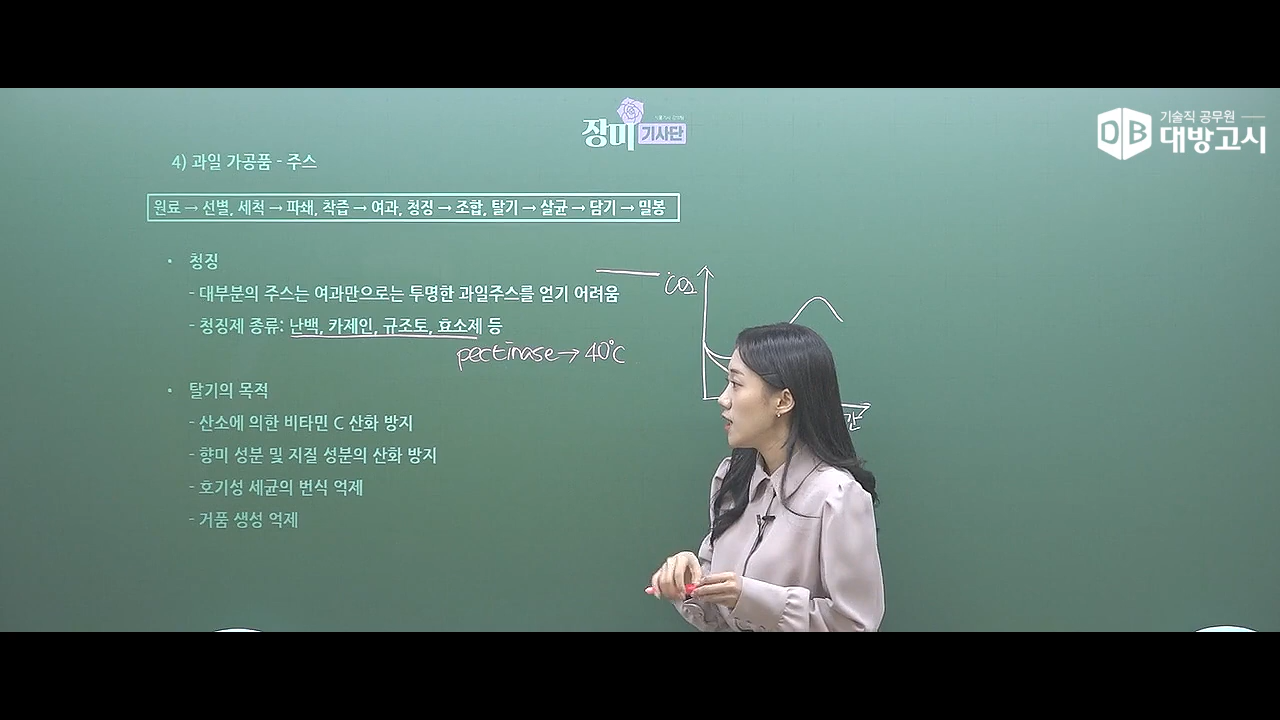 장미 기사단
기술직 공무원
대방고시
4) 과일 가공품 - 주스
원료 → 선별, 세척 → 파쇄, 착즙 → 여과, 청징 → 조합, 탈기 → 살균 → 담기 → 밀봉
• 청징
- 대부분의 주스는 여과만으로는 투명한 과일주스를 얻기 어려움
- 청징제 종류: 난백, 카제인, 규조토, 효소제 등
pectinase → 40℃
• 탈기의 목적
- 산소에 의한 비타민 C 산화 방지
- 향미 성분 및 지질 성분의 산화 방지
- 호기성 세균의 번식 억제
- 거품 생성 억제